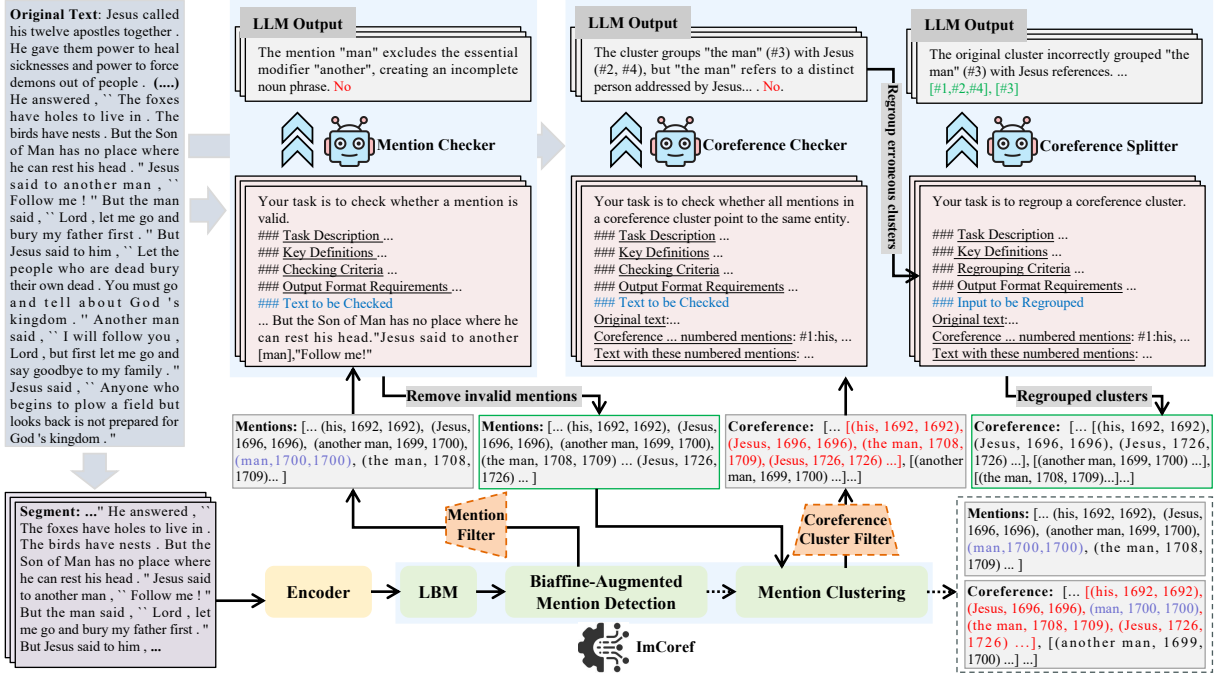 Original Text: Jesus called
his twelve apostles together .
He gave them power to heal
sicknesses and power to force
demons out of people . (....)
He answered , `` The foxes
have holes to live in . The
birds have nests . But the Son
of Man has no place where
he can rest his head . " Jesus
said to another man , ``
Follow me ! " But the man
said , `` Lord , let me go and
bury my father first . " But
Jesus said to him , `` Let the
people who are dead bury
their own dead . You must go
and tell about God 's
kingdom . " Another man
said , `` I will follow you ,
Lord , but first let me go and
say goodbye to my family . "
Jesus said , `` Anyone who
begins to plow a field but
looks back is not prepared for
God 's kingdom . "
LLM Output
The mention "man" excludes the essential
modifier "another", creating an incomplete
noun phrase. No
Mention Checker
Your task is to check whether a mention is
valid.
### Task Description ...
### Key Definitions ...
### Checking Criteria ...
### Output Format Requirements ...
### Text to be Checked
... But the Son of Man has no place where he
can rest his head."Jesus said to another
[man],"Follow me!"
LLM Output
The cluster groups "the man" (#3) with Jesus
(#2, #4), but "the man" refers to a distinct
person addressed by Jesus... . No.
Coreference Checker
Your task is to check whether all mentions in
a coreference cluster point to the same entity.
### Task Description ...
### Key Definitions ...
### Checking Criteria ...
### Output Format Requirements ...
### Text to be Checked
Original text:...
Coreference ... numbered mentions: #1:his, ...
Text with these numbered mentions: ...
Regroup erroneous clusters
LLM Output
The original cluster incorrectly grouped "the
man" (#3) with Jesus references. ...
[#1,#2,#4], [#3]
Coreference Splitter
Your task is to regroup a coreference cluster.
### Task Description ...
### Key Definitions ...
### Regrouping Criteria ...
### Output Format Requirements ...
### Input to be Regrouped
Original text:...
Coreference ... numbered mentions: #1:his, ...
Text with these numbered mentions: ...
Remove invalid mentions
Regrouped clusters
Mentions: [... (his, 1692, 1692), (Jesus,
1696, 1696), (another man, 1699, 1700),
(man,1700,1700), (the man, 1708,
1709)... ]
Mentions: [... (his, 1692, 1692), (Jesus,
1696, 1696), (another man, 1699, 1700),
(the man, 1708, 1709) ... (Jesus, 1726,
1726) ... ]
Coreference: [... [(his, 1692, 1692),
(Jesus, 1696, 1696), (the man, 1708,
1709), (Jesus, 1726, 1726) ...], [(another
man, 1699, 1700) ...]...]
Coreference: [... [(his, 1692, 1692),
(Jesus, 1696, 1696), (Jesus, 1726,
1726) ...], [(another man, 1699, 1700) ...],
[(the man, 1708, 1709)...]...]
Segment: ..." He answered , ``
The foxes have holes to live in .
The birds have nests . But the
Son of Man has no place where
he can rest his head . " Jesus said
to another man , `` Follow me ! "
But the man said , `` Lord , let
me go and bury my father first . "
But Jesus said to him , ...
Mention
Filter
Coreference
Cluster Filter
Encoder
LBM
Biaffine-Augmented
Mention Detection
Mention Clustering
ImCoref
Mentions: [... (his, 1692, 1692), (Jesus,
1696, 1696), (another man, 1699, 1700),
(man,1700,1700), (the man, 1708,
1709) ... ]
Coreference: [... [(his, 1692, 1692),
(Jesus, 1696, 1696), (man, 1700, 1700),
(the man, 1708, 1709), (Jesus, 1726,
1726) ...], [(another man, 1699,
1700) ...] ...]